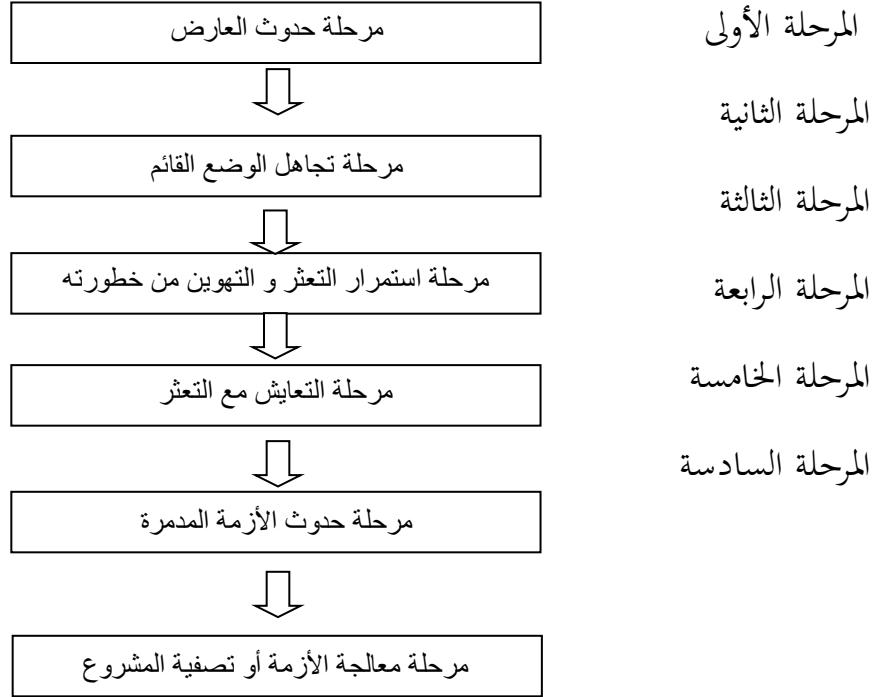 المرحلة الأولى
مرحلة حدوث العارض
المرحلة الثانية
مرحلة تجاهل الوضع القائم
المرحلة الثالثة
مرحلة استمرار التعثر و التهوين من خطورته
المرحلة الرابعة
مرحلة التعايش مع التعثر
المرحلة الخامسة
مرحلة حدوث الأزمة المدمرة
المرحلة السادسة
مرحلة معالجة الأزمة أو تصفية المشروع